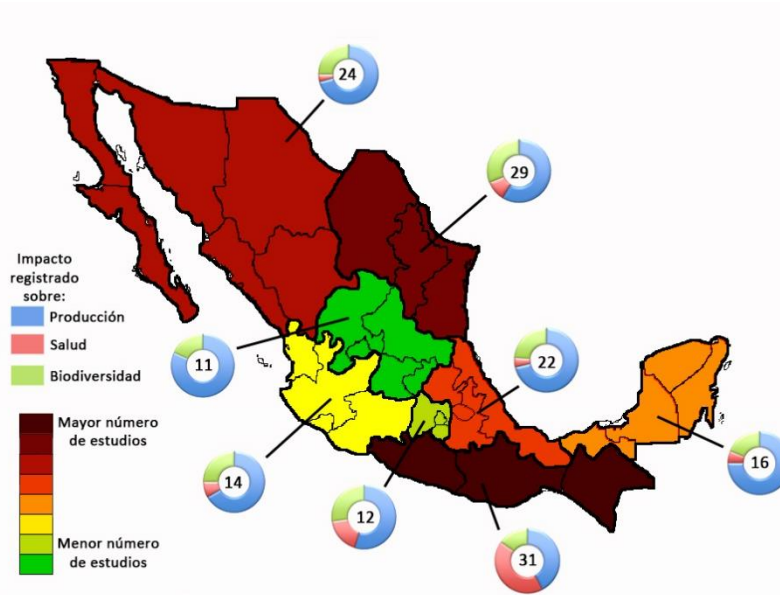 24
29
Impacto
registrado
sobre:
Producción
Salud
Biodiversidad
11
22
Mayor número
de estudios
16
14
12
Menor número
de estudios
31